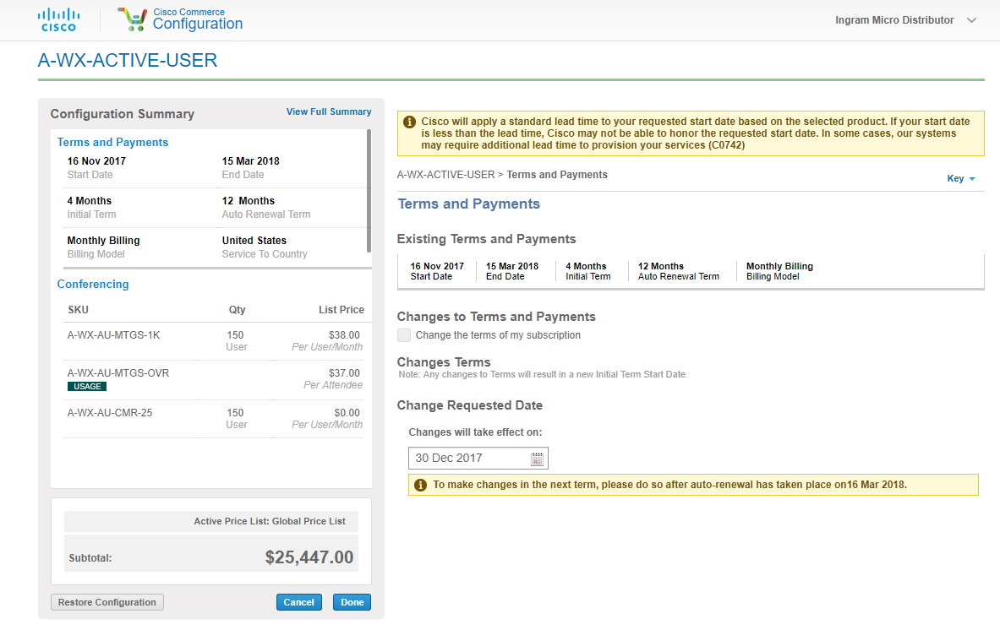 CISCO
Cisco Commerce
Configuration
Ingram Micro Distributor
A-WX-ACTIVE-USER
Configuration Summary
View Full Summary
Terms and Payments
16 Nov 2017 15 Mar 2018
Start Date End Date
4 Months 12 Months
Initial Term Auto Renewal Term
Monthly Billing United States
Billing Model Service To Country
Conferencing
SKU Qty List Price
A-WX-AU-MTGS-1K 150 $38.00
User Per User/Month
A-WX-AU-MTGS-OVR $37.00
USAGE Per Attendee
A-WX-AU-CMR-25 150 $0.00
User Per User/Month
Active Price List: Global Price List
Subtotal: $25,447.00
Restore Configuration Cancel Done
Cisco will apply a standard lead time to your requested start date based on the selected product. If your start date
is less than the lead time, Cisco may not be able to honor the requested start date. In some cases, our systems
may require additional lead time to provision your services (C0742)
A-WX-ACTIVE-USER > Terms and Payments
Key
Terms and Payments
Existing Terms and Payments
16 Nov 2017 15 Mar 2018 4 Months 12 Months Monthly Billing
Start Date End Date Initial Term Auto Renewal Term Billing Model
Changes to Terms and Payments
Change the terms of my subscription
Changes Terms
Note: Any changes to Terms will result in a new Initial Term Start Date.
Change Requested Date
Changes will take effect on:
30 Dec 2017
To make changes in the next term, please do so after auto-renewal has taken place on16 Mar 2018.